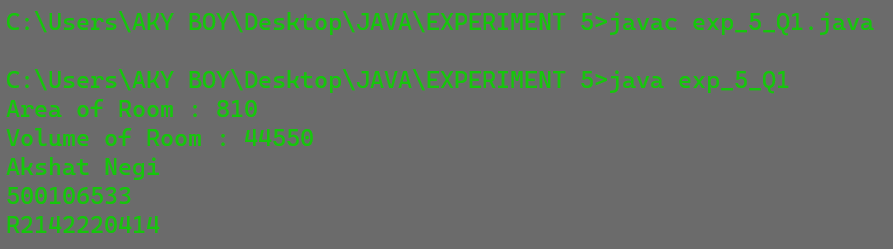 C:\Users\AKY BOY\Desktop\JAVA\EXPERIMENT 5>javac exp_5_Q1.java
C:\Users\AKY BOY\Desktop\JAVA\EXPERIMENT 5>java exp_5_Q1
Area of Room : 810
Volume of Room : 44550
Akshat Negi
500106533
R2142220414